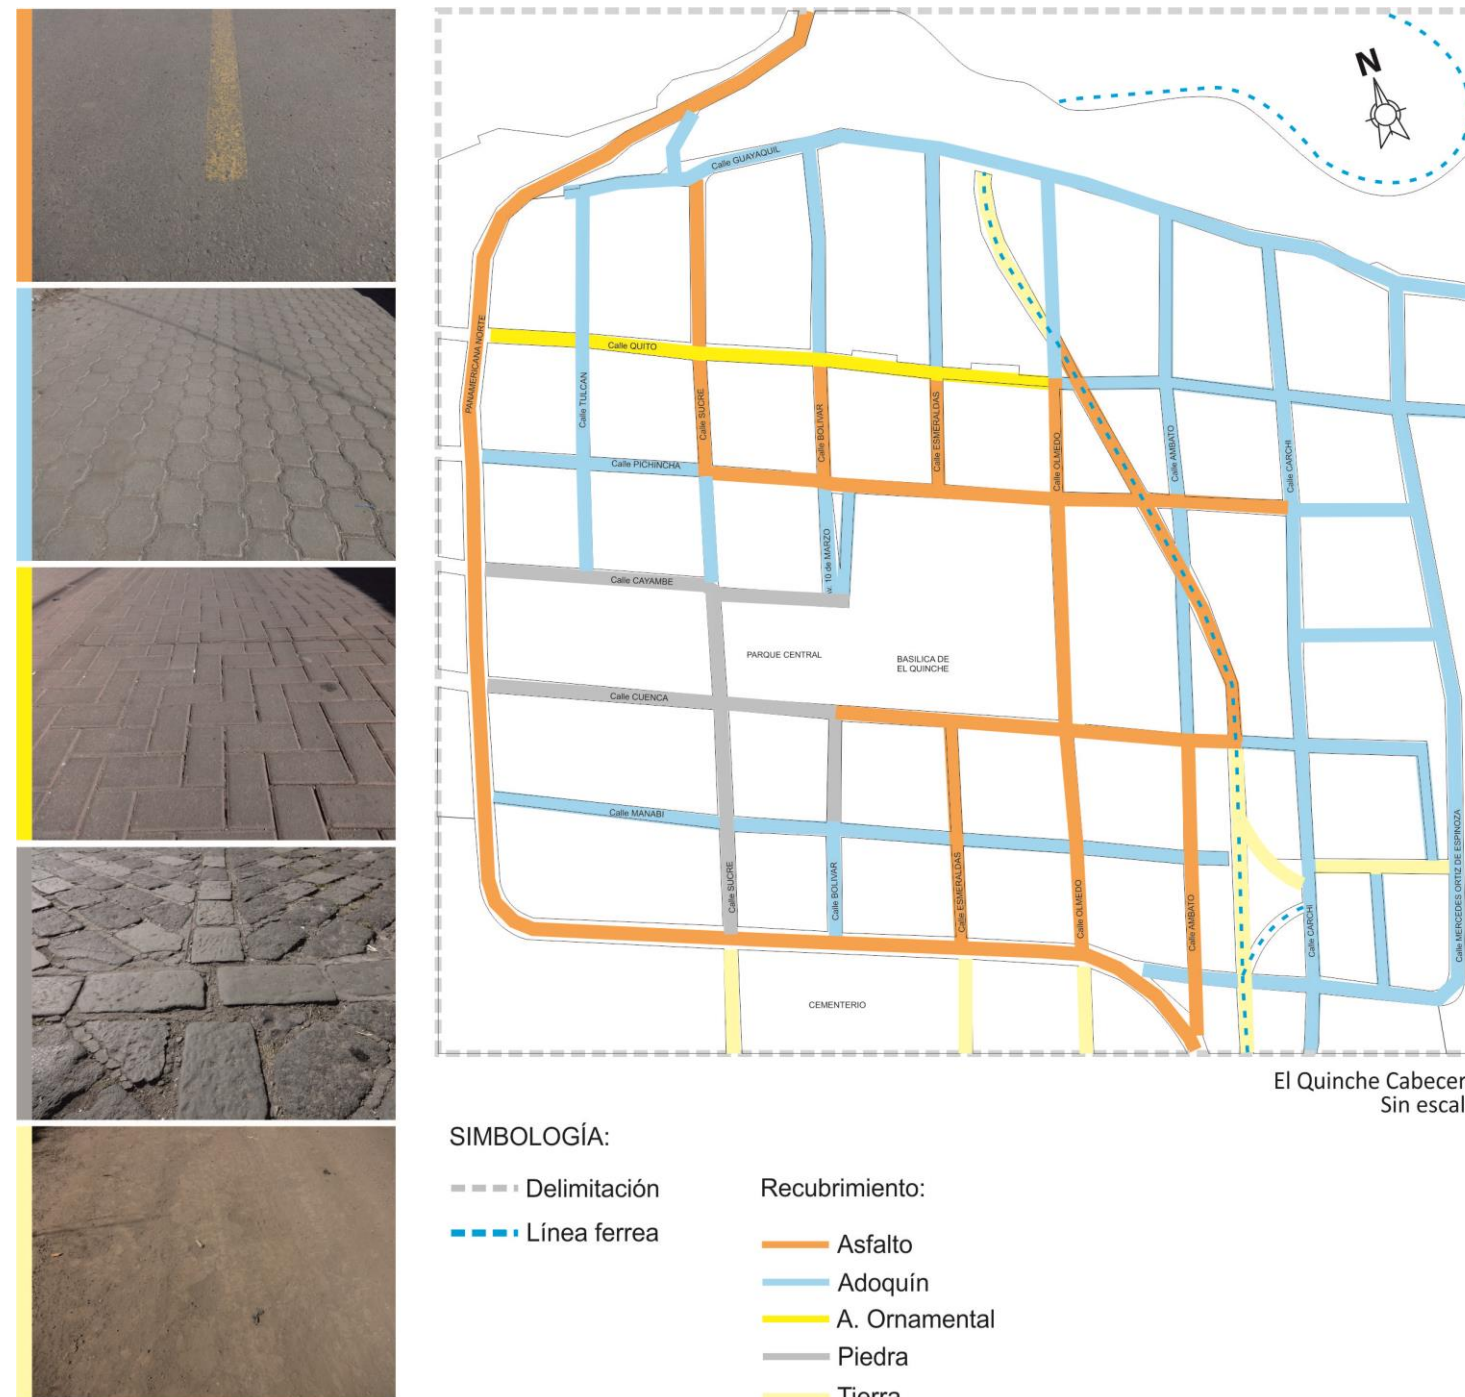 N
Calle GUAYAQUIL
PANAMERICANA NORTE
Calle QUITO
Calle TULCAN
Calle SUCRE
Calle BOLIVAR
Calle ESMERALDAS
Calle OLMEDO
Calle AMBATO
Calle CARCHI
Calle PICHINCHA
10 de MARZO
Calle CAYAMBE
PARQUE CENTRAL
BASILICA DE
EL QUINCHE
Calle CUENCA
Calle MANABI
Calle SUCRE
Calle BOLIVAR
Calle ESMERALDAS
Calle OLMEDO
Calle AMBATO
Calle CARCHI
Calle MERCEDES ORTIZ DE ESPINOZA
CEMENTERIO
El Quinche Cabecer
Sin escal
SIMBOLOGÍA:
Delimitación
Línea ferrea
Recubrimiento:
Asfalto
Adoquín
A. Ornamental
Piedra
Tierra